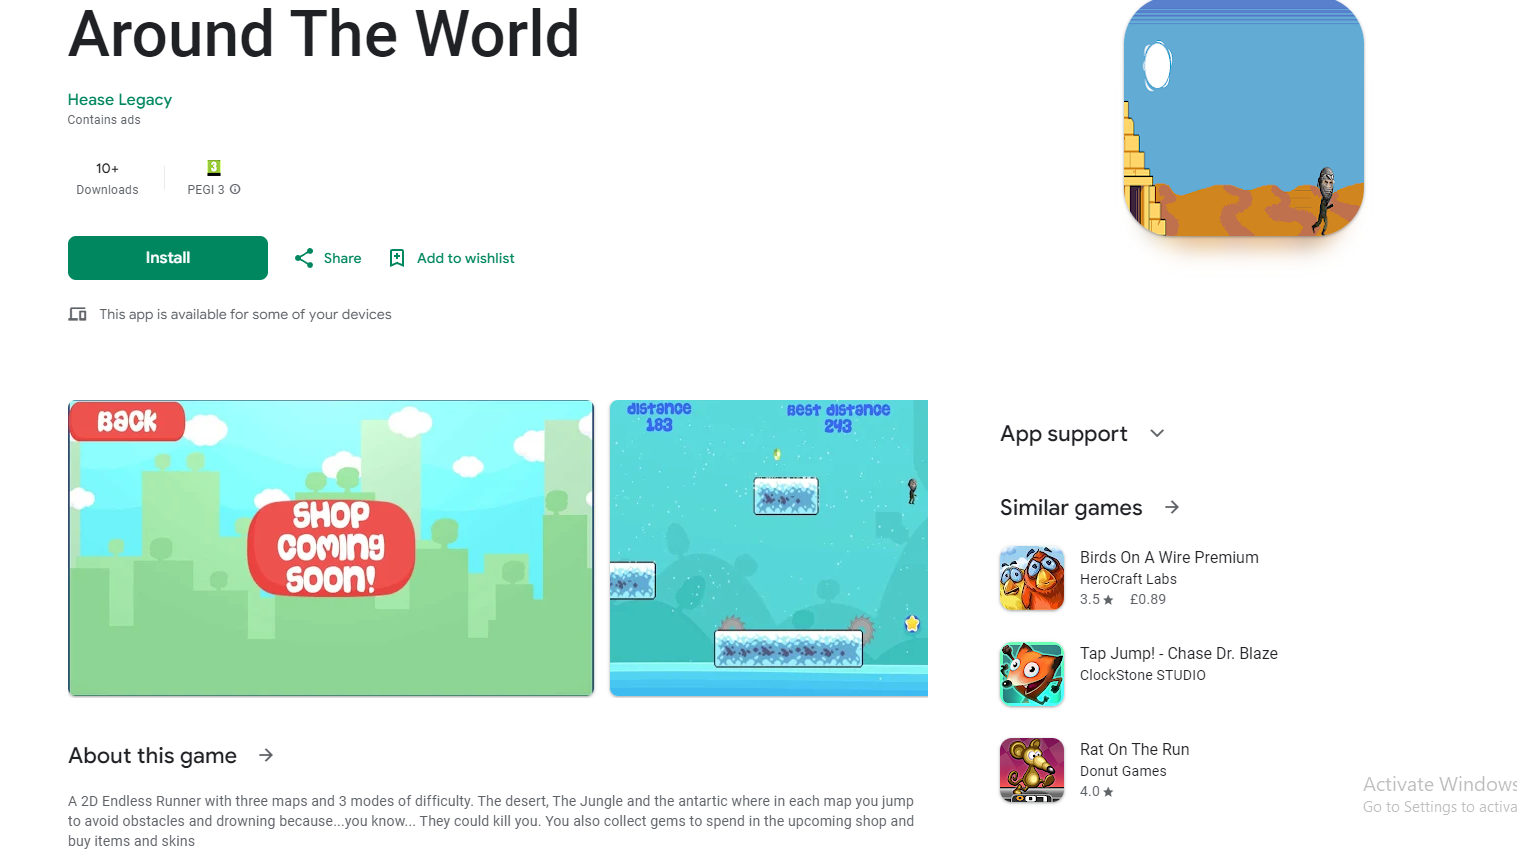 Around The World
Hease Legacy
Contains ads
10+
Downloads
3
PEGI 3
Install
Share
Add to wishlist
This app is available for some of your devices
BACK
SHOP
COMING
SOON!
distance
183
Best distance
243
App support
Similar games
Birds On A Wire Premium
HeroCraft Labs
3.5★ £0.89
Tap Jump! - Chase Dr. Blaze
ClockStone STUDIO
Rat On The Run
Donut Games
4.0★
About this game
A 2D Endless Runner with three maps and 3 modes of difficulty. The desert, The Jungle and the antartic where in each map you jump
to avoid obstacles and drowning because...you know... They could kill you. You also collect gems to spend in the upcoming shop and
buy items and skins
Activate Windows
Go to Settings to activa